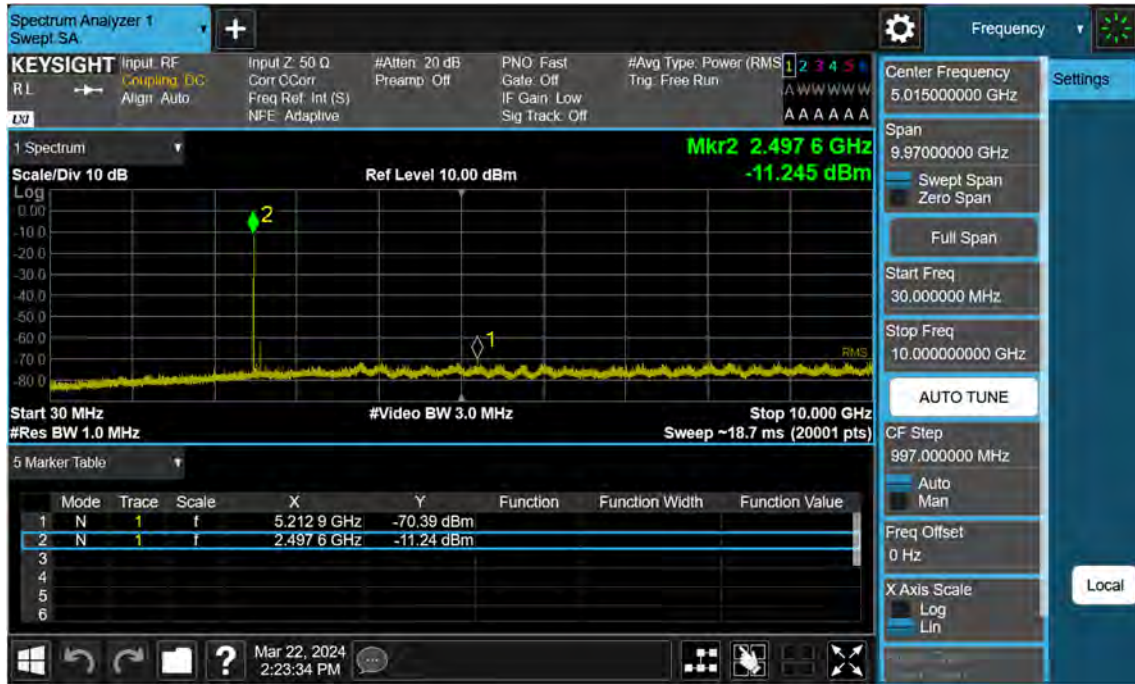 Spectrum Analyzer 1
Swept SA
Frequency
KEYSIGHT
RL
LXI
Input: RF
Coupling: DC
Align: Auto
Input Z: 50 Ω
Corr CCorr
Freq Ref: Int (S)
NFE: Adaptive
#Atten: 20 dB
Preamp: Off
PNO: Fast
Gate: Off
IF Gain: Low
Sig Track: Off
#Avg Type: Power (RMS
Trig: Free Run
1 2 3 4 5 6
A W W W W W
A A A A A A
1 Spectrum
Scale/Div 10 dB
Ref Level 10.00 dBm
Mkr2 2.497 6 GHz
-11.245 dBm
Log
0.00
-10.0
-20.0
-30.0
-40.0
-50.0
-60.0
-70.0
-80.0
2
1
RMS
Start 30 MHz
#Video BW 3.0 MHz
Stop 10.000 GHz
#Res BW 1.0 MHz
Sweep ~18.7 ms (20001 pts)
5 Marker Table
Mode Trace Scale X Y Function Function Width Function Value
1 N 1 f 5.212 9 GHz -70.39 dBm
2 N 1 f 2.497 6 GHz -11.24 dBm
3
4
5
6
Mar 22, 2024
2:23:34 PM
Center Frequency
5.015000000 GHz
Span
9.97000000 GHz
Swept Span
Zero Span
Full Span
Start Freq
30.000000 MHz
Stop Freq
10.000000000 GHz
AUTO TUNE
CF Step
997.000000 MHz
Auto
Man
Freq Offset
0 Hz
X Axis Scale
Log
Lin
Settings
Local